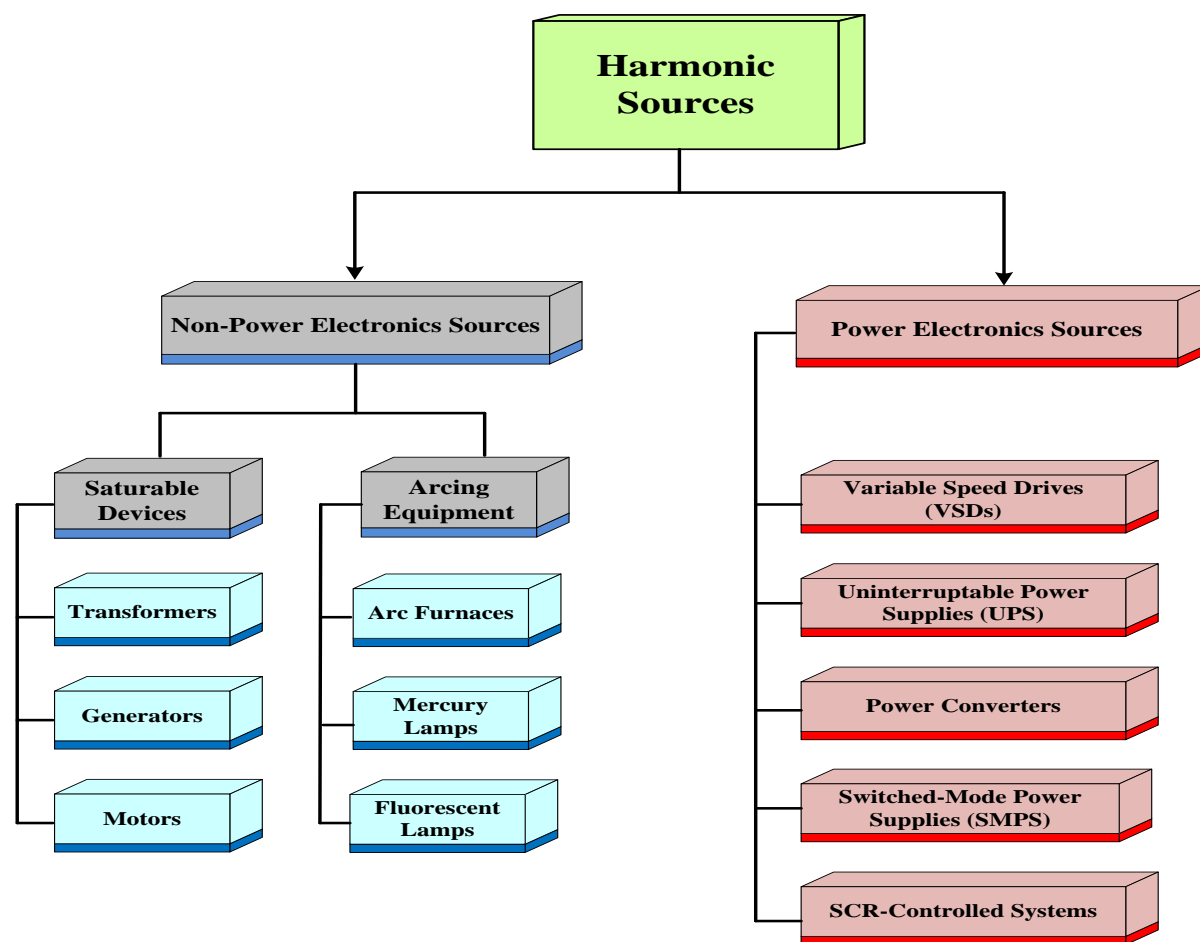 Harmonic
Sources
Non-Power Electronics Sources
Power Electronics Sources
Saturable
Devices
Arcing
Equipment
Variable Speed Drives
(VSDs)
Transformers
Arc Furnaces
Uninterruptable Power
Supplies (UPS)
Generators
Mercury
Lamps
Power Converters
Motors
Fluorescent
Lamps
Switched-Mode Power
Supplies (SMPS)
SCR-Controlled Systems